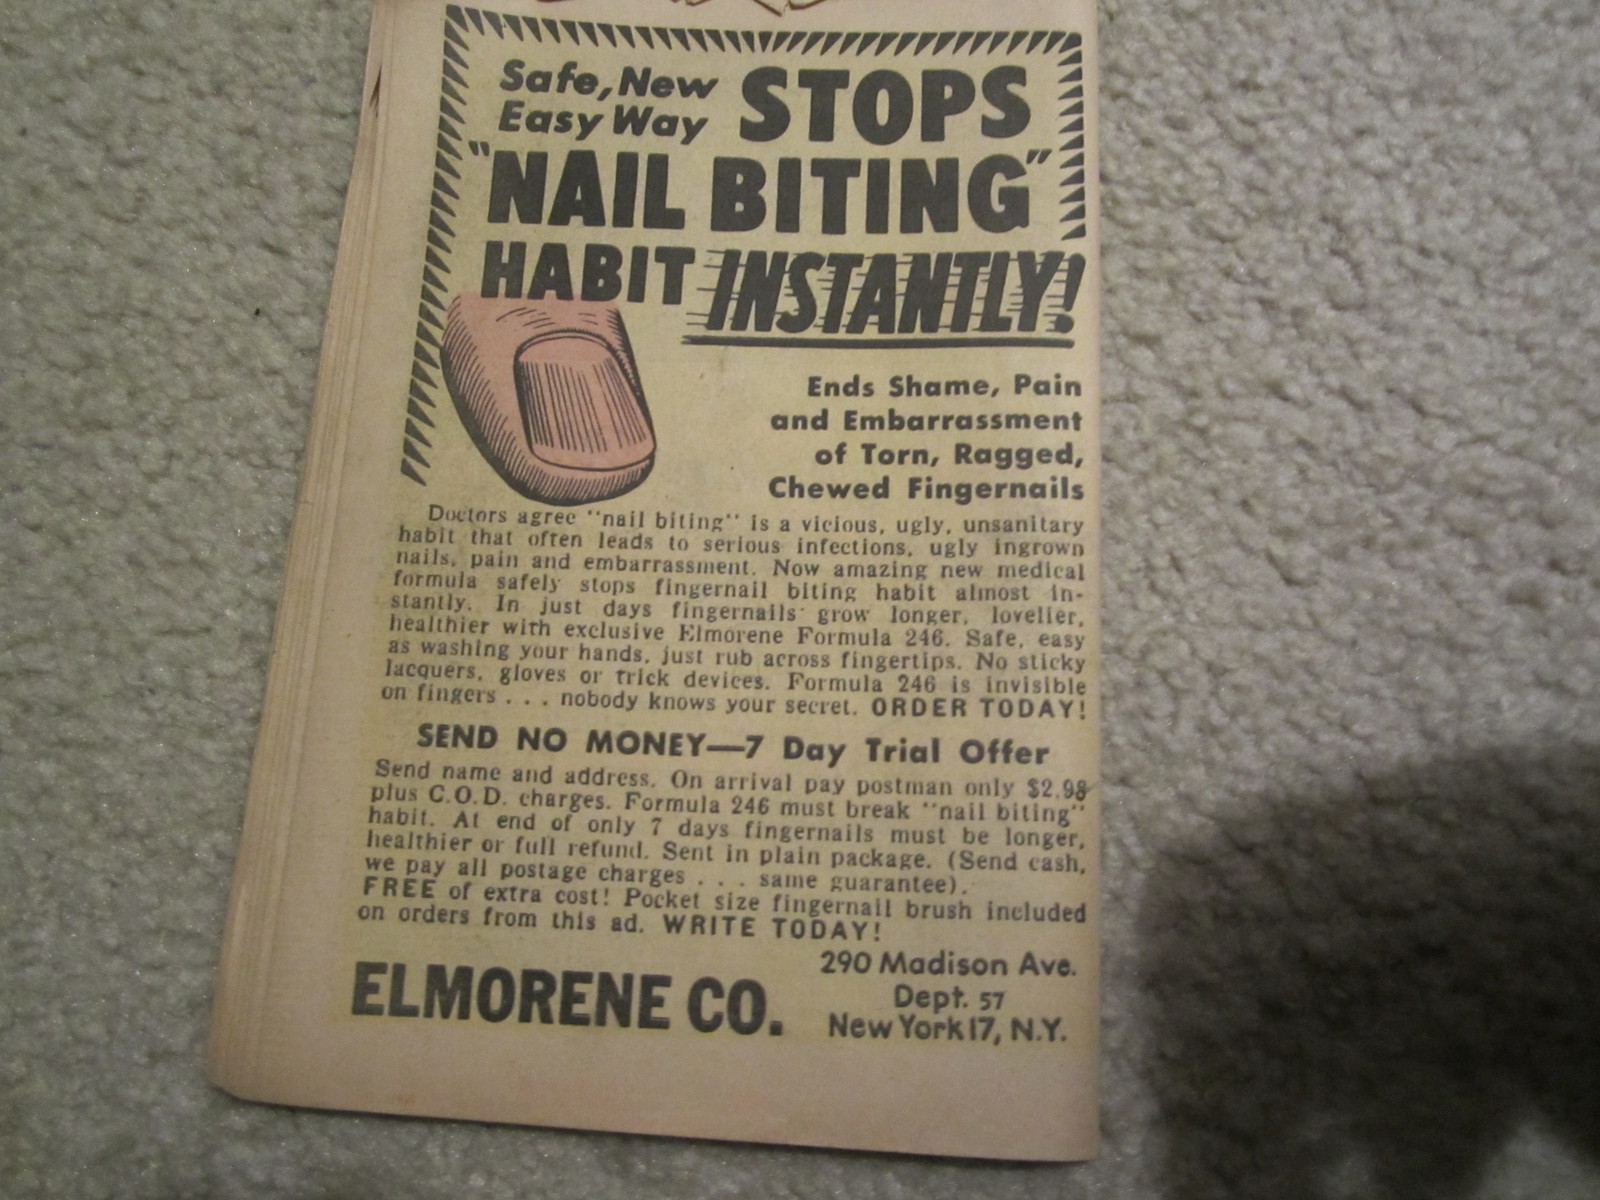 Safe, New
Easy Way STOPS
"NAIL BITING"
HABIT INSTANTLY!
Ends Shame, Pain
and Embarrassment
of Torn, Ragged,
Chewed Fingernails
Doctors agree "nail biting" is a vicious, ugly, unsanitary
habit that often leads to serious infections, ugly ingrown
nails, pain and embarrassment. Now amazing new medical
formula safely stops fingernail biting habit almost in-
stantly. In just days fingernails grow longer, lovelier,
healthier with exclusive Elmorene Formula 246. Safe, easy
as washing your hands, just rub across fingertips. No sticky
lacquers, gloves or trick devices. Formula 246 is invisible
on fingers . . . nobody knows your secret. ORDER TODAY!
SEND NO MONEY—7 Day Trial Offer
Send name and address. On arrival pay postman only $2.98
plus C.O.D. charges. Formula 246 must break "nail biting"
habit. At end of only 7 days fingernails must be longer,
healthier or full refund. Sent in plain package. (Send cash,
we pay all postage charges . . . same guarantee).
FREE of extra cost! Pocket size fingernail brush included
on orders from this ad. WRITE TODAY!
ELMORENE CO.
290 Madison Ave.
Dept. 57
New York 17, N.Y.